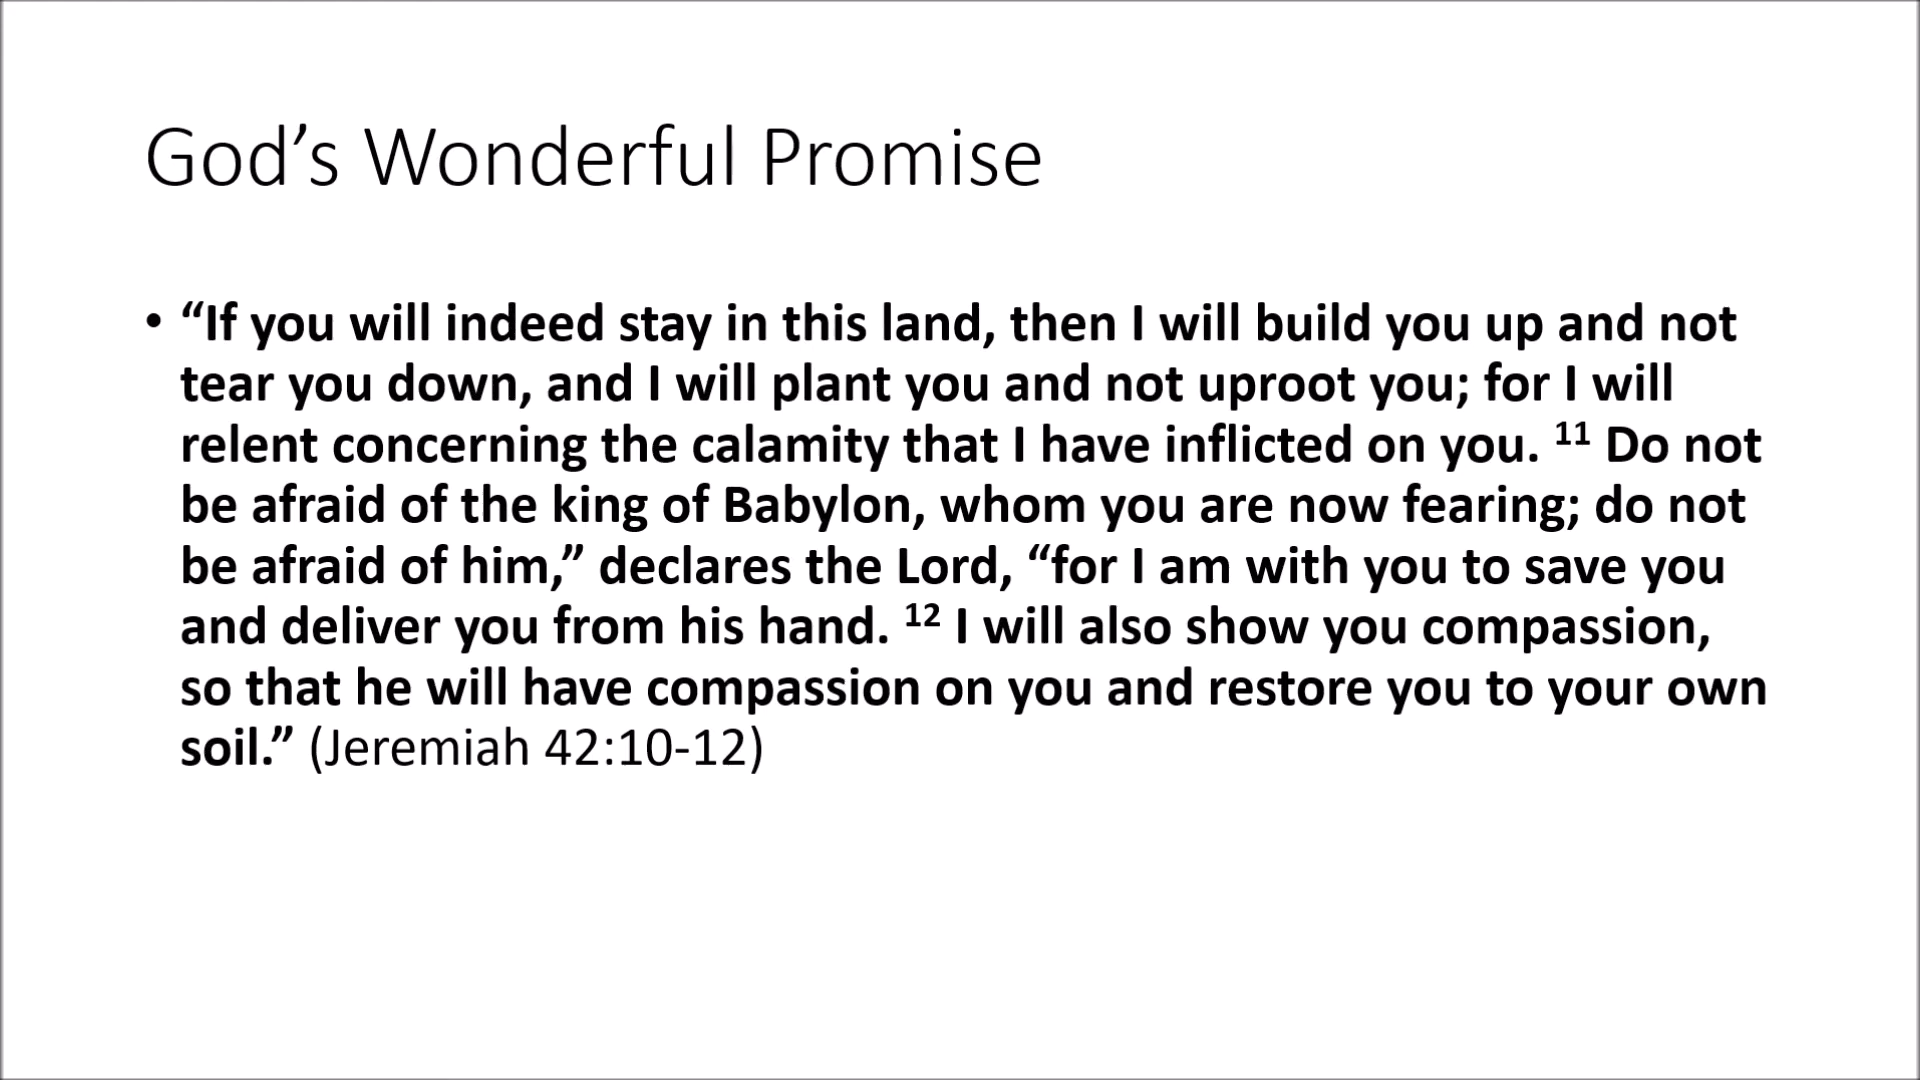 God’s Wonderful Promise
• “If you will indeed stay in this land, then I will build you up and not
tear you down, and I will plant you and not uproot you; for I will
relent concerning the calamity that I have inflicted on you. 11 Do not
be afraid of the king of Babylon, whom you are now fearing; do not
be afraid of him,” declares the Lord, “for I am with you to save you
and deliver you from his hand. 12 I will also show you compassion,
so that he will have compassion on you and restore you to your own
soil.” (Jeremiah 42:10-12)